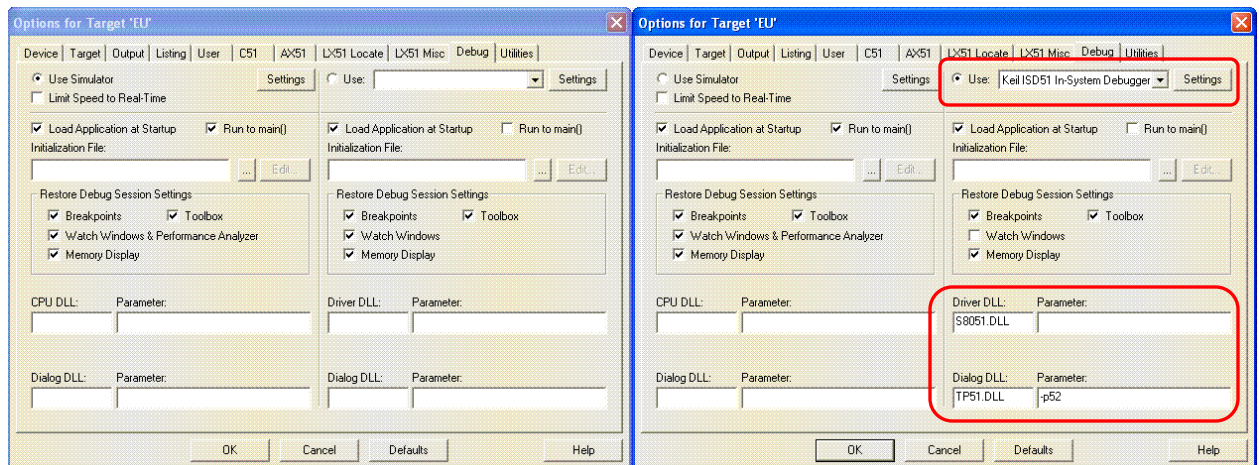 Options for Target 'EU'
Device Target Output Listing User C51 AX51 LX51 Locate LX51 Misc Debug Utilities
Use Simulator Settings Use: Settings
Limit Speed to Real-Time
Load Application at Startup Run to main() Load Application at Startup Run to main()
Initialization File: Initialization File:
... Edit... ... Edit...
Restore Debug Session Settings Restore Debug Session Settings
Breakpoints Toolbox Breakpoints Toolbox
Watch Windows & Performance Analyzer Watch Windows
Memory Display Memory Display
CPU DLL: Parameter: Driver DLL: Parameter:
Dialog DLL: Parameter: Dialog DLL: Parameter:
OK Cancel Defaults Help
Options for Target 'EU'
Device Target Output Listing User C51 AX51 LX51 Locate LX51 Misc Debug Utilities
Use Simulator Settings Use: Keil ISD51 In-System Debugger Settings
Limit Speed to Real-Time
Load Application at Startup Run to main() Load Application at Startup Run to main()
Initialization File: Initialization File:
... Edit... ... Edit...
Restore Debug Session Settings Restore Debug Session Settings
Breakpoints Toolbox Breakpoints Toolbox
Watch Windows & Performance Analyzer Watch Windows
Memory Display Memory Display
CPU DLL: Parameter: Driver DLL: Parameter:
S8051.DLL
Dialog DLL: Parameter: Dialog DLL: Parameter:
TP51.DLL -p52
OK Cancel Defaults Help